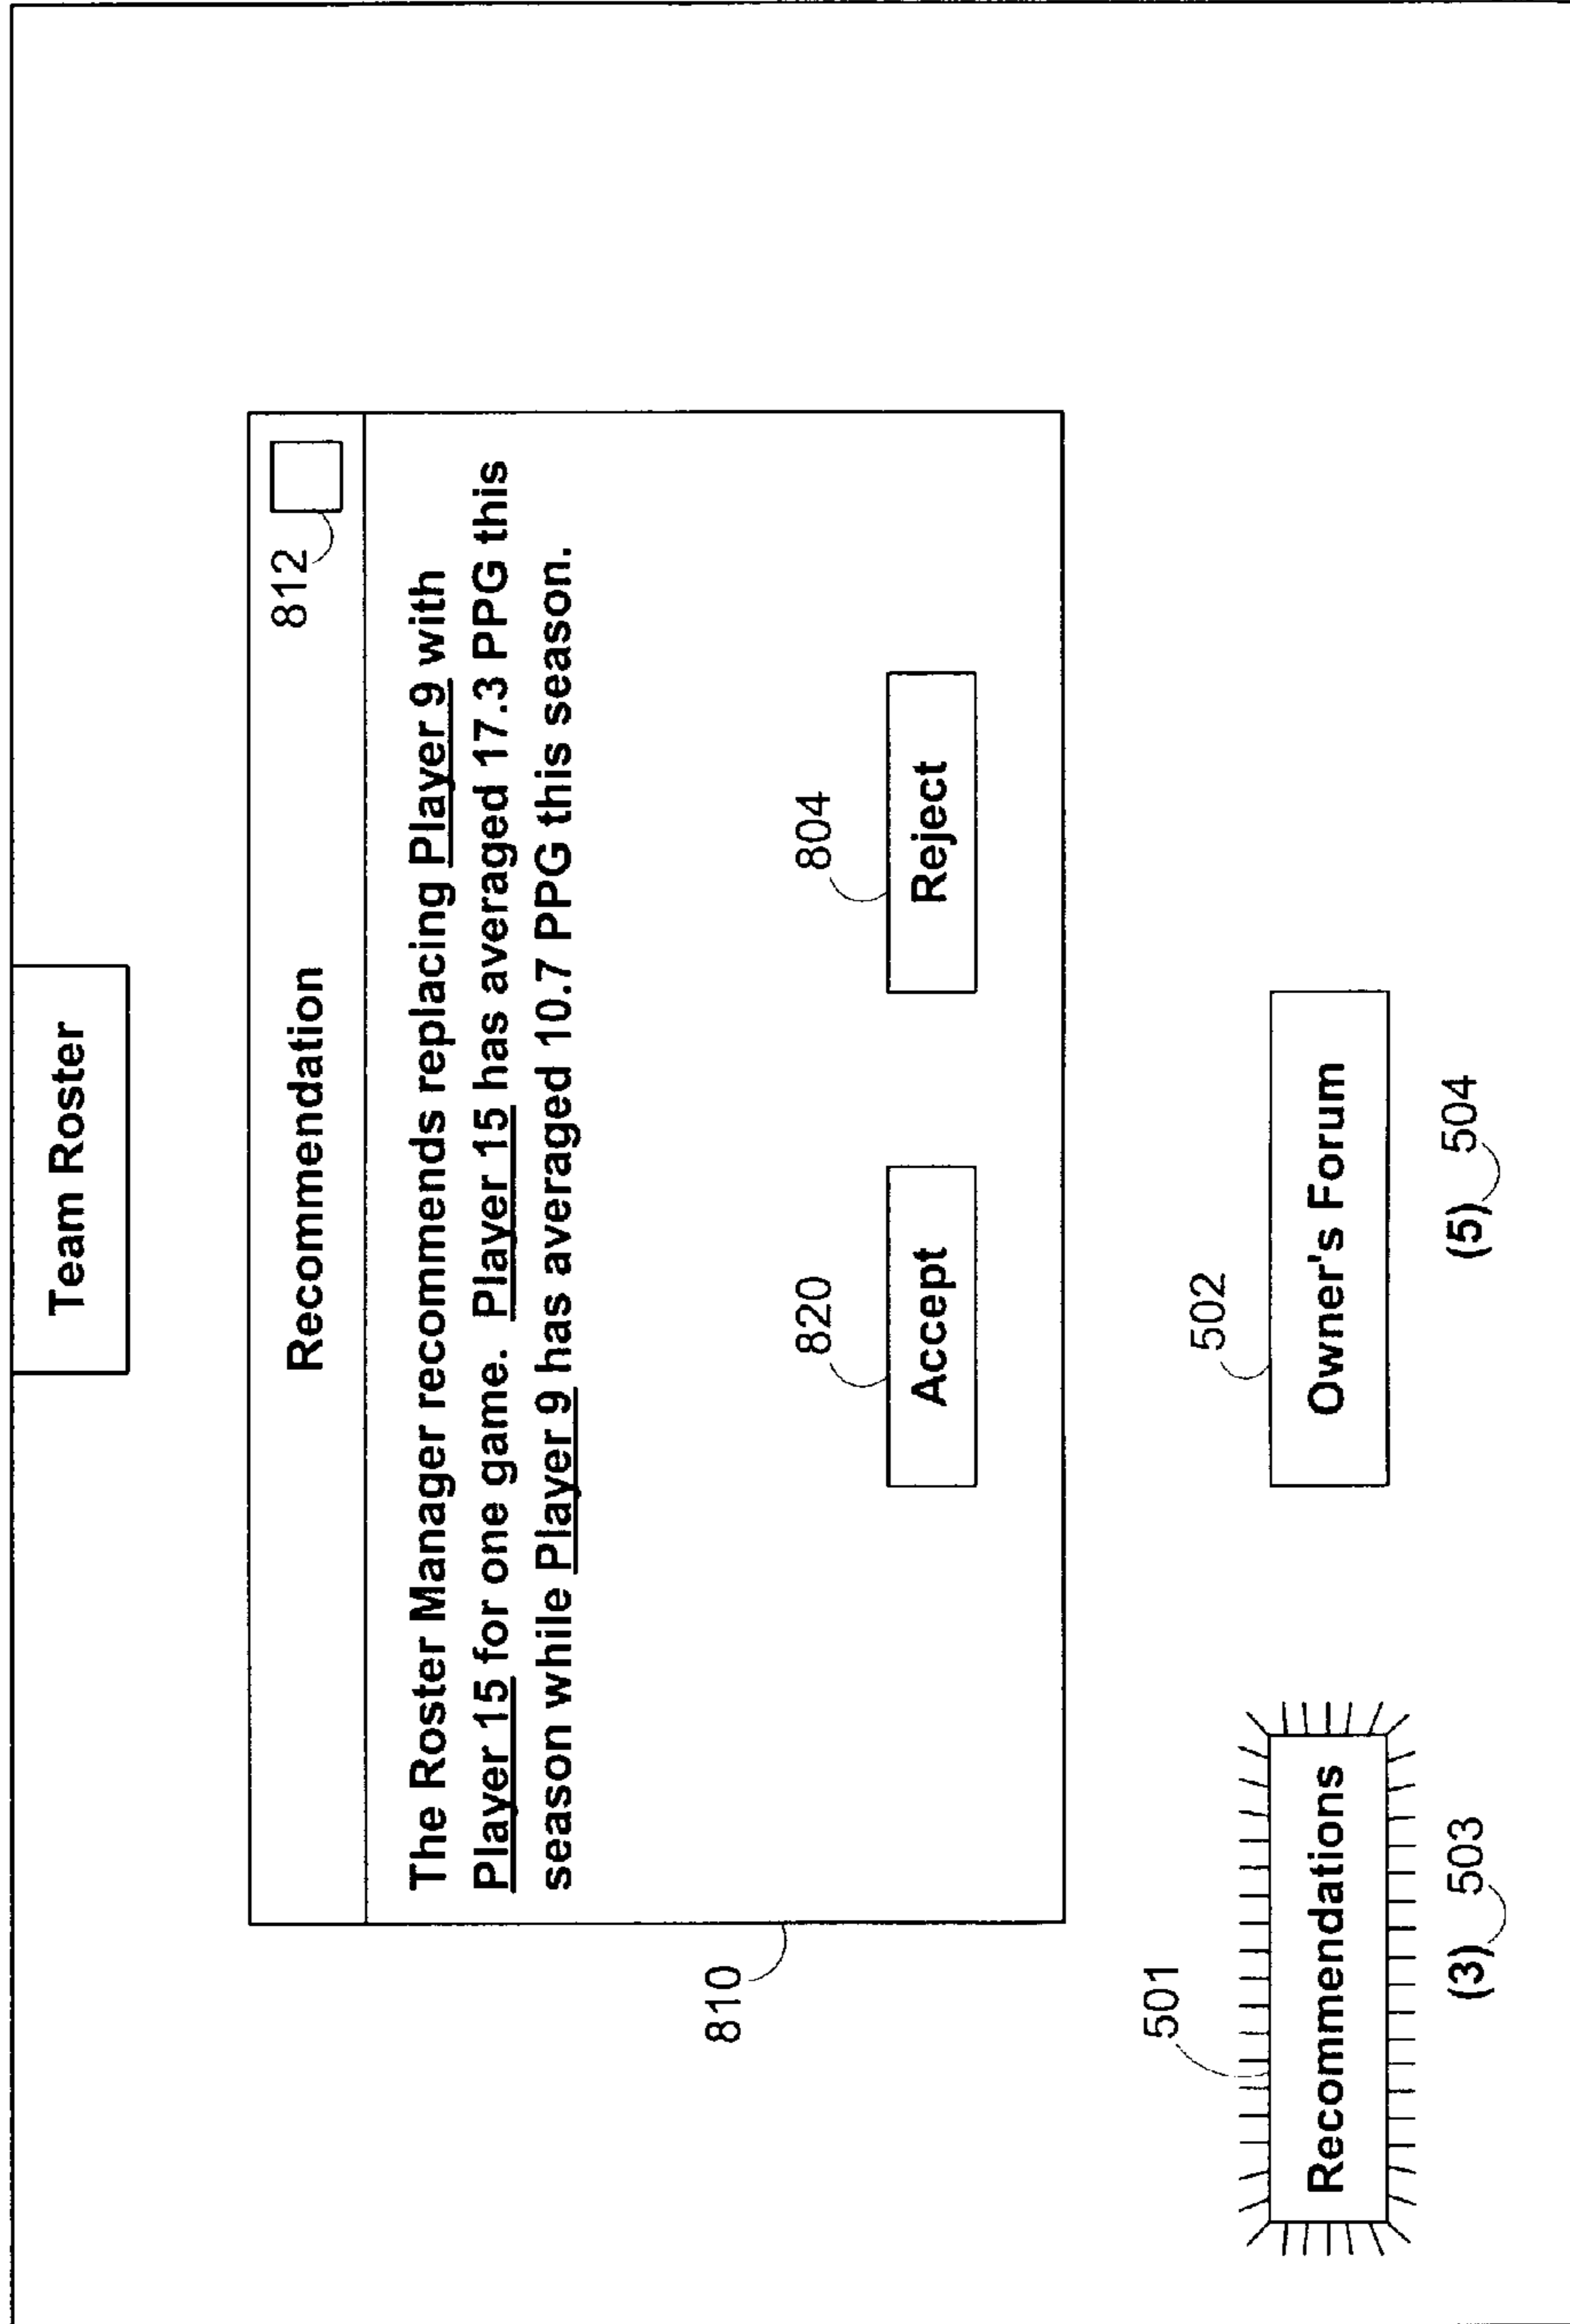 Team Roster
Recommendation
812
The Roster Manager recommends replacing Player 9 with
Player 15 for one game. Player 15 has averaged 17.3 PPG this
season while Player 9 has averaged 10.7 PPG this season.
810
820
804
Accept
Reject
501
502
Recommendations
Owner's Forum
(3) 503
(5) 504